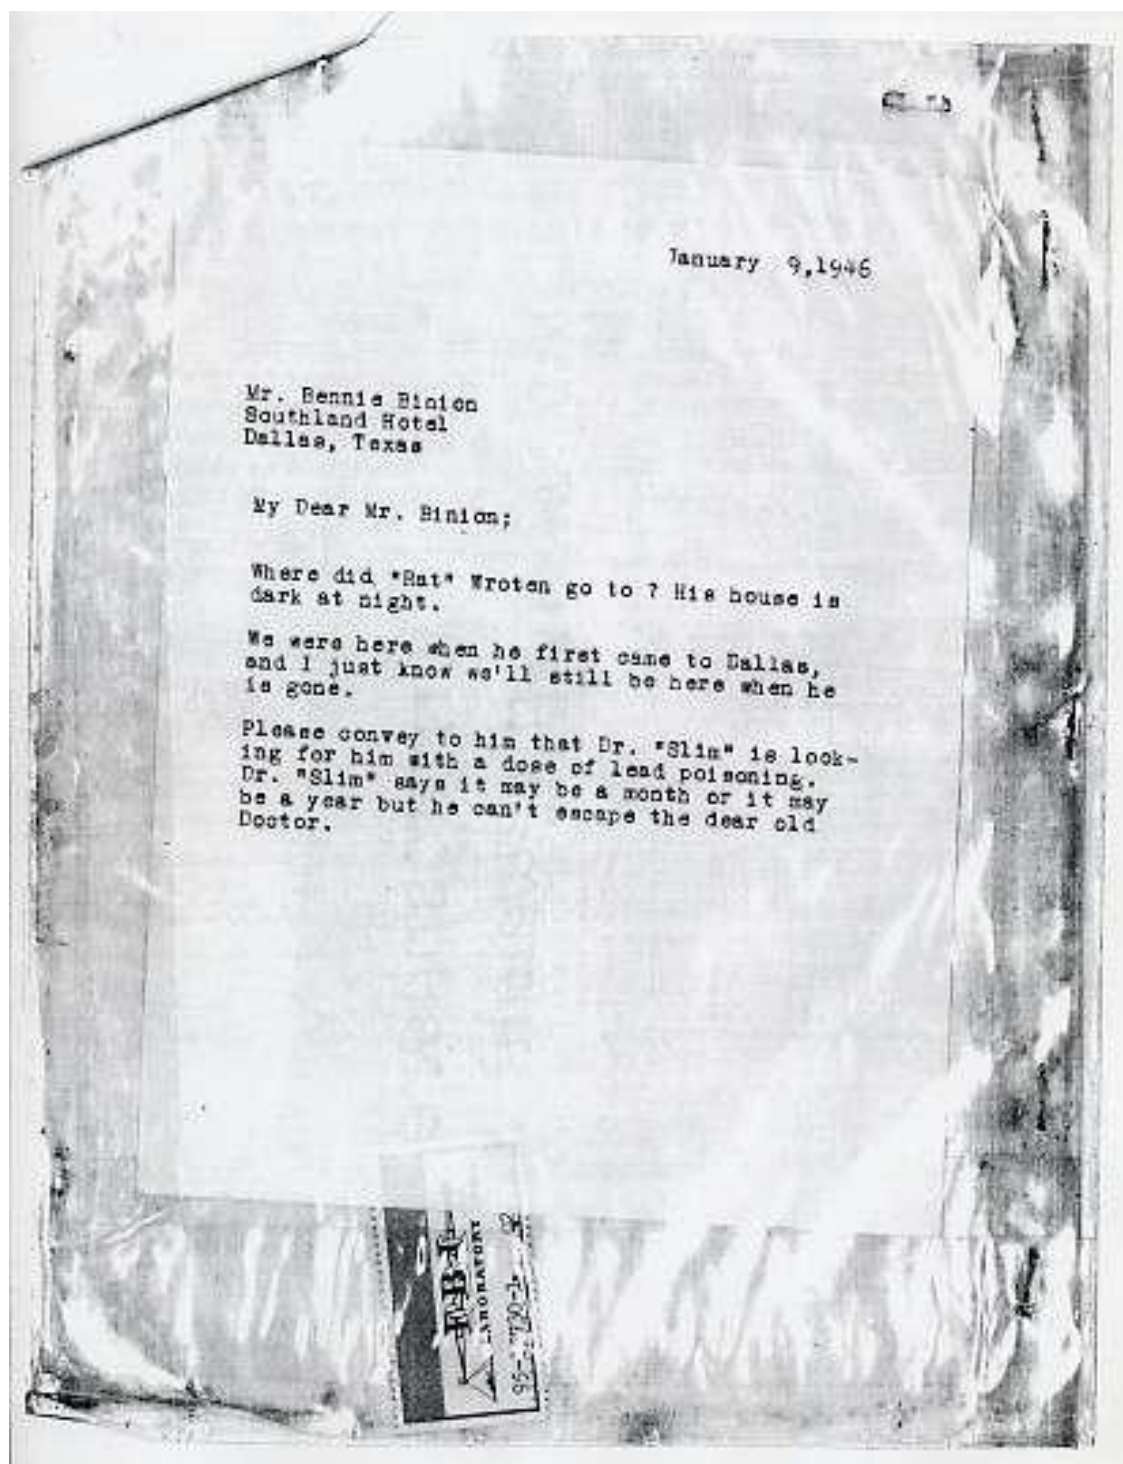 January 9,1946
Mr. Bennie Binion
Southland Hotel
Dallas, Texas
My Dear Mr. Binion;
Where did "Rat" Wroten go to ? His house is
dark at night.
We were here when he first came to Dallas,
and I just know we'll still be here when he
is gone.
Please convey to him that Dr. "Slim" is look-
ing for him with a dose of lead poisoning.
Dr. "Slim" says it may be a month or it may
be a year but he can't escape the dear old
Doctor.
FBI
LABORATORY